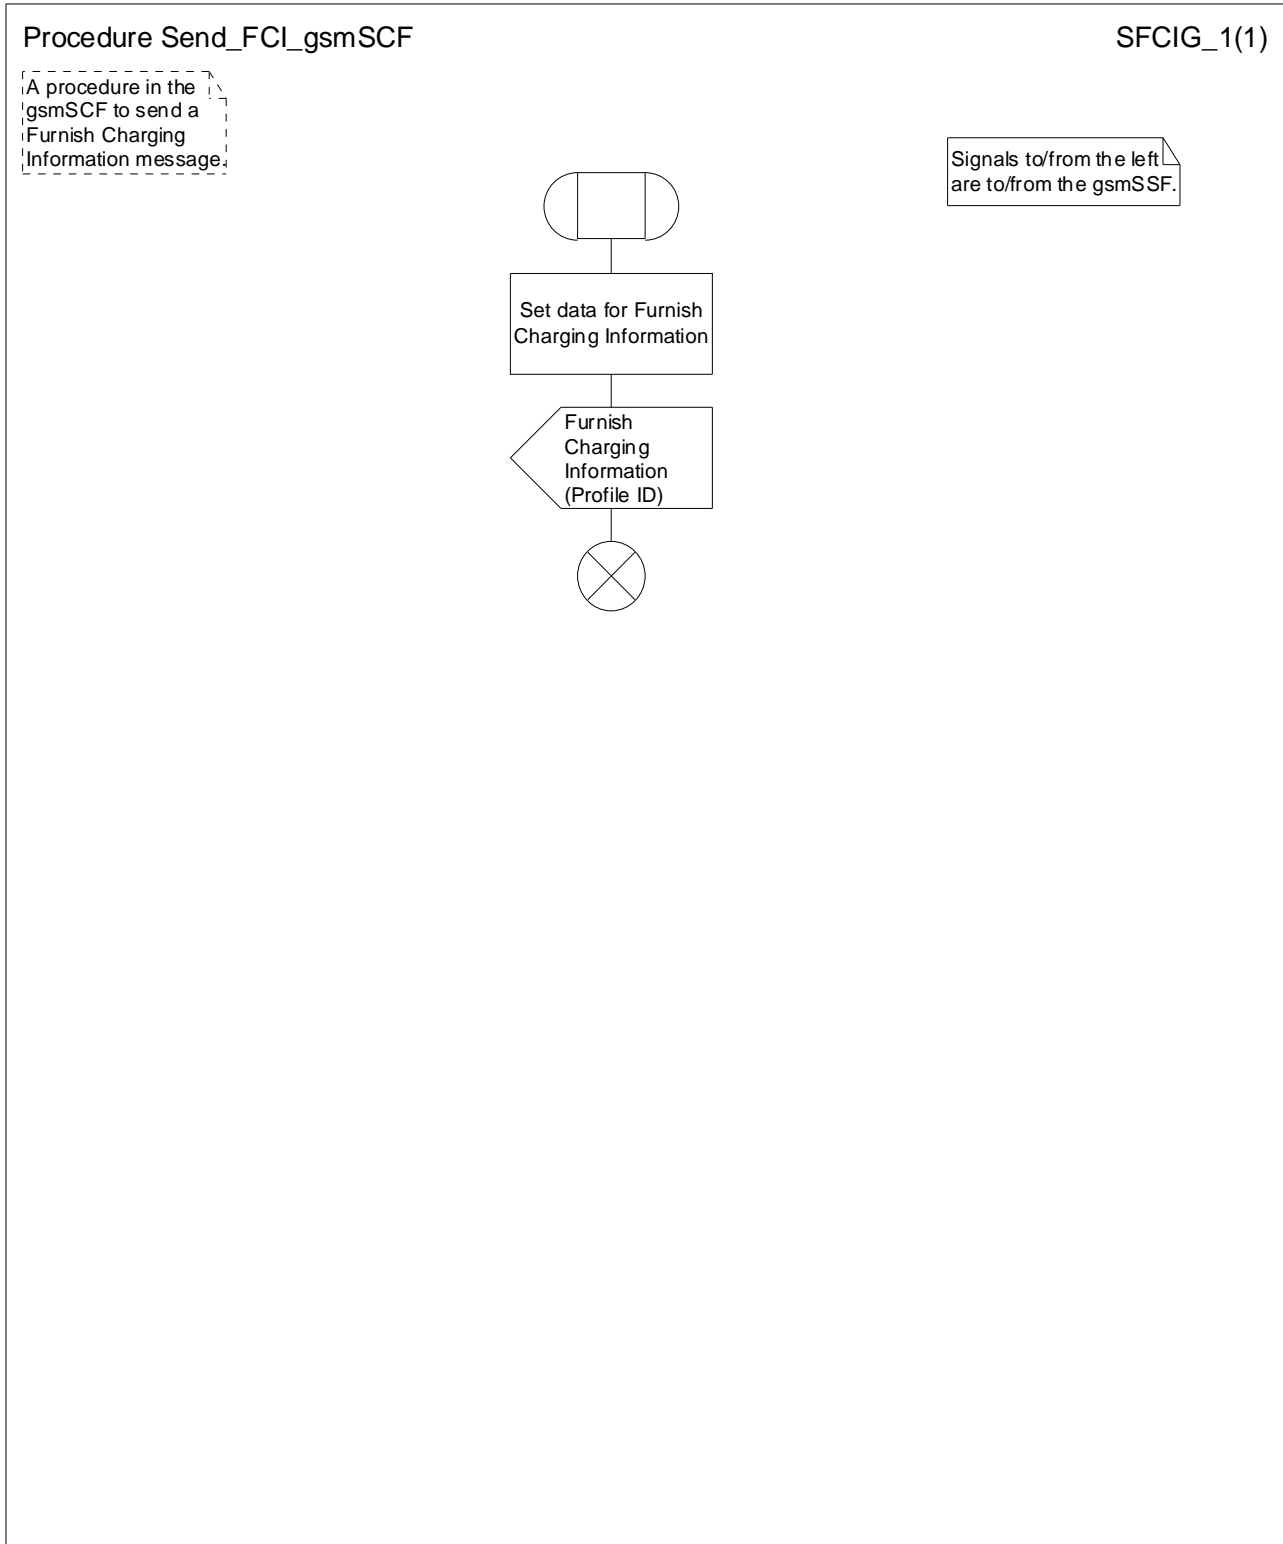 Procedure Send_FCI_gsmSCF
SFCIG_1(1)
A procedure in the
gsmSCF to send a
Furnish Charging
Information message.
Signals to/from the left
are to/from the gsmSSF.
Set data for Furnish
Charging Information
Furnish
Charging
Information
(Profile ID)